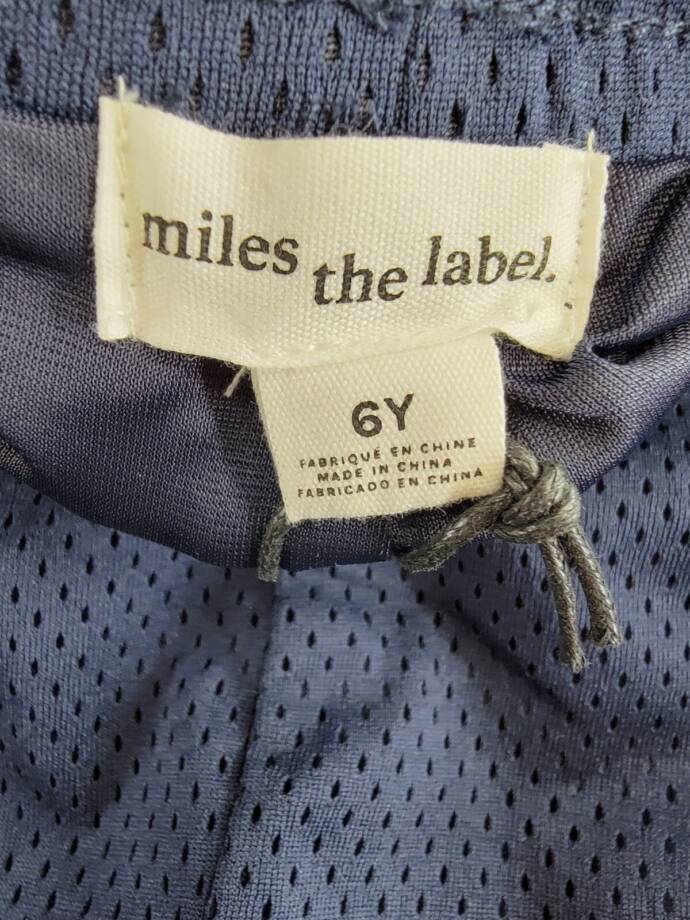 miles the label.
6Y
FABRIQUÉ EN CHINE
MADE IN CHINA
FABRICADO EN CHINA